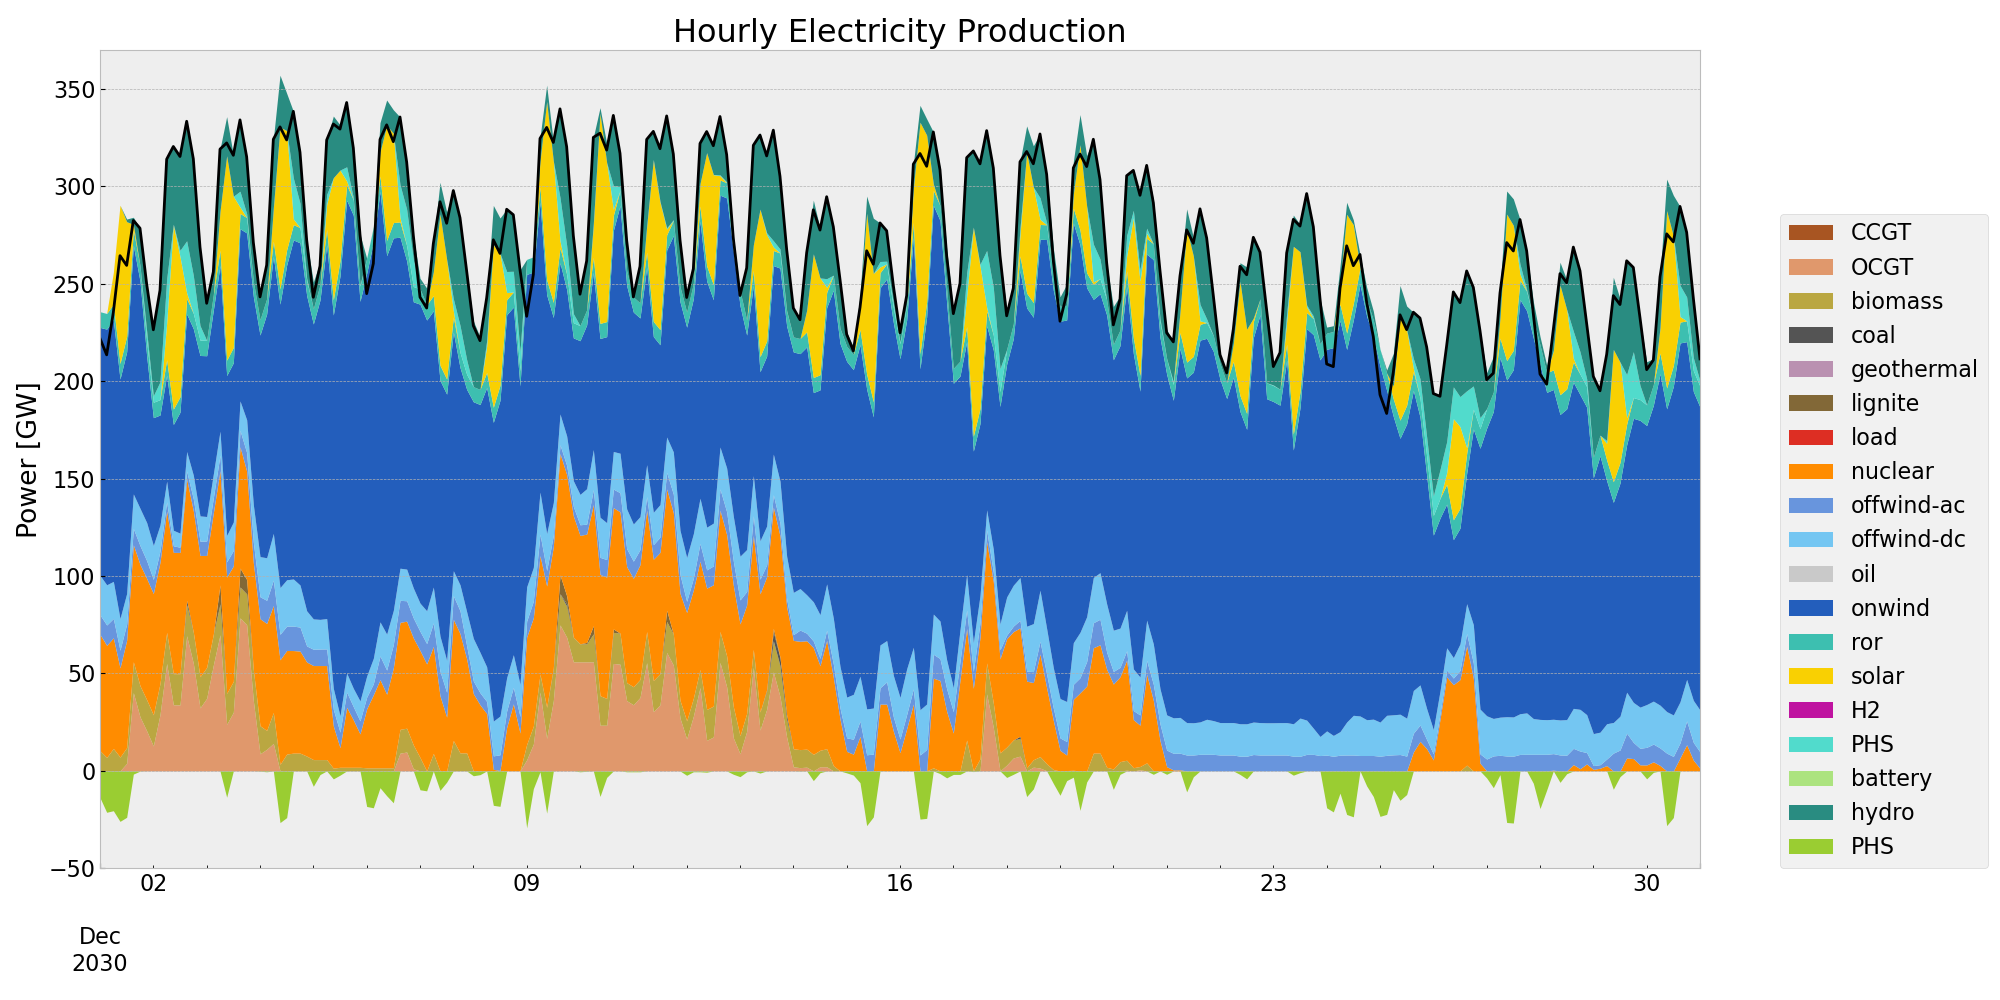 Hourly Electricity Production
Power [GW]
350
300
250
200
150
100
50
0
−50
02
09
16
23
30
Dec
2030
CCGT
OCGT
biomass
coal
geothermal
lignite
load
nuclear
offwind-ac
offwind-dc
oil
onwind
ror
solar
H2
PHS
battery
hydro
PHS